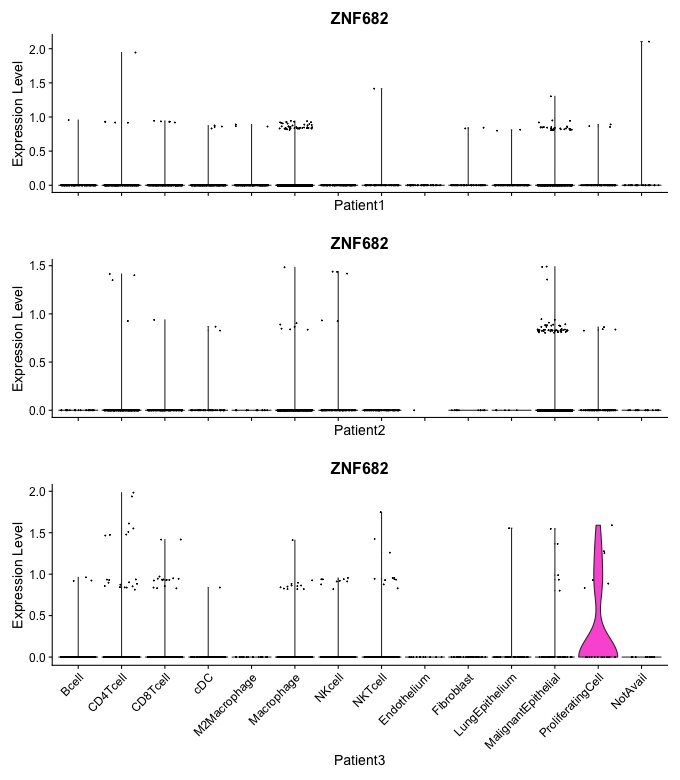 ZNF682
Expression Level
2.0
1.5
1.0
0.5
0.0
Patient1
ZNF682
Expression Level
1.5
1.0
0.5
0.0
Patient2
ZNF682
Expression Level
2.0
1.5
1.0
0.5
0.0
Bcell
CD4Tcell
CD8Tcell
cDC
M2Macrophage
Macrophage
NKcell
NKTcell
Endothelium
Fibroblast
LungEpithelium
MalignantEpithelial
ProliferatingCell
NotAvail
Patient3